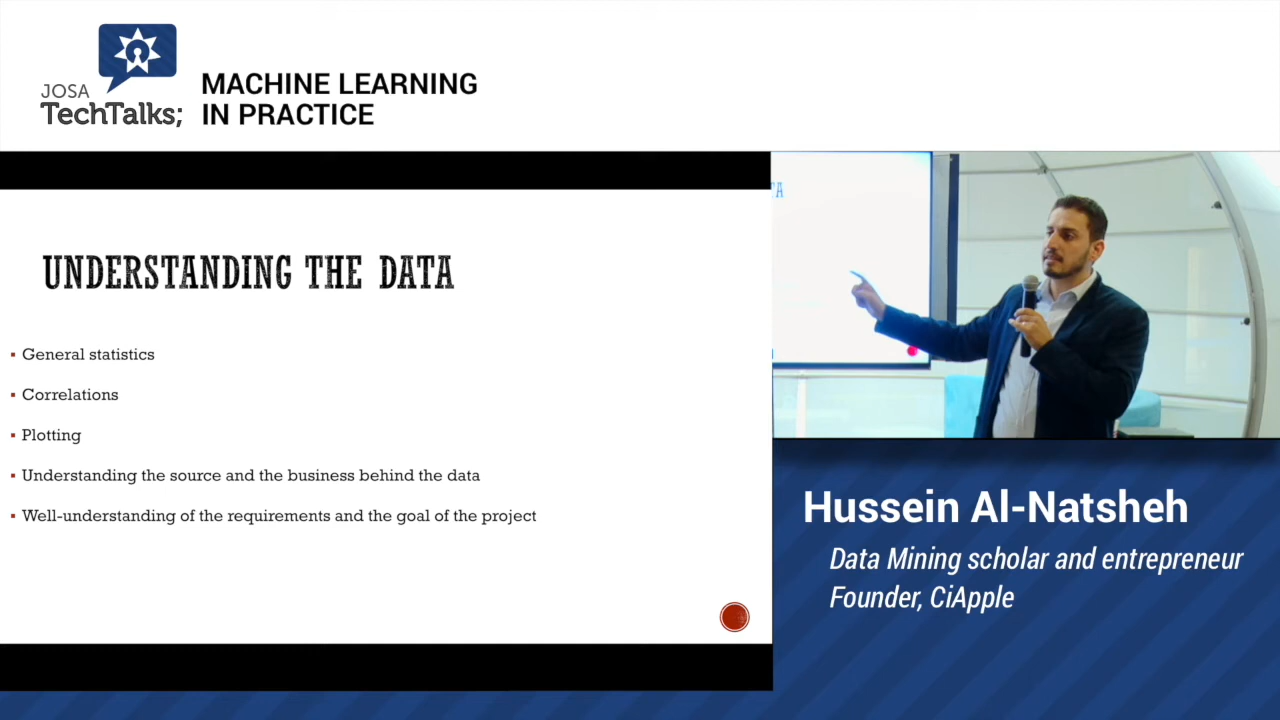 JOSA
TechTalks;
MACHINE LEARNING
IN PRACTICE
UNDERSTANDING THE DATA
▪ General statistics
▪ Correlations
▪ Plotting
▪ Understanding the source and the business behind the data
▪ Well-understanding of the requirements and the goal of the project
TA
Hussein Al-Natsheh
Data Mining scholar and entrepreneur
Founder, CiApple